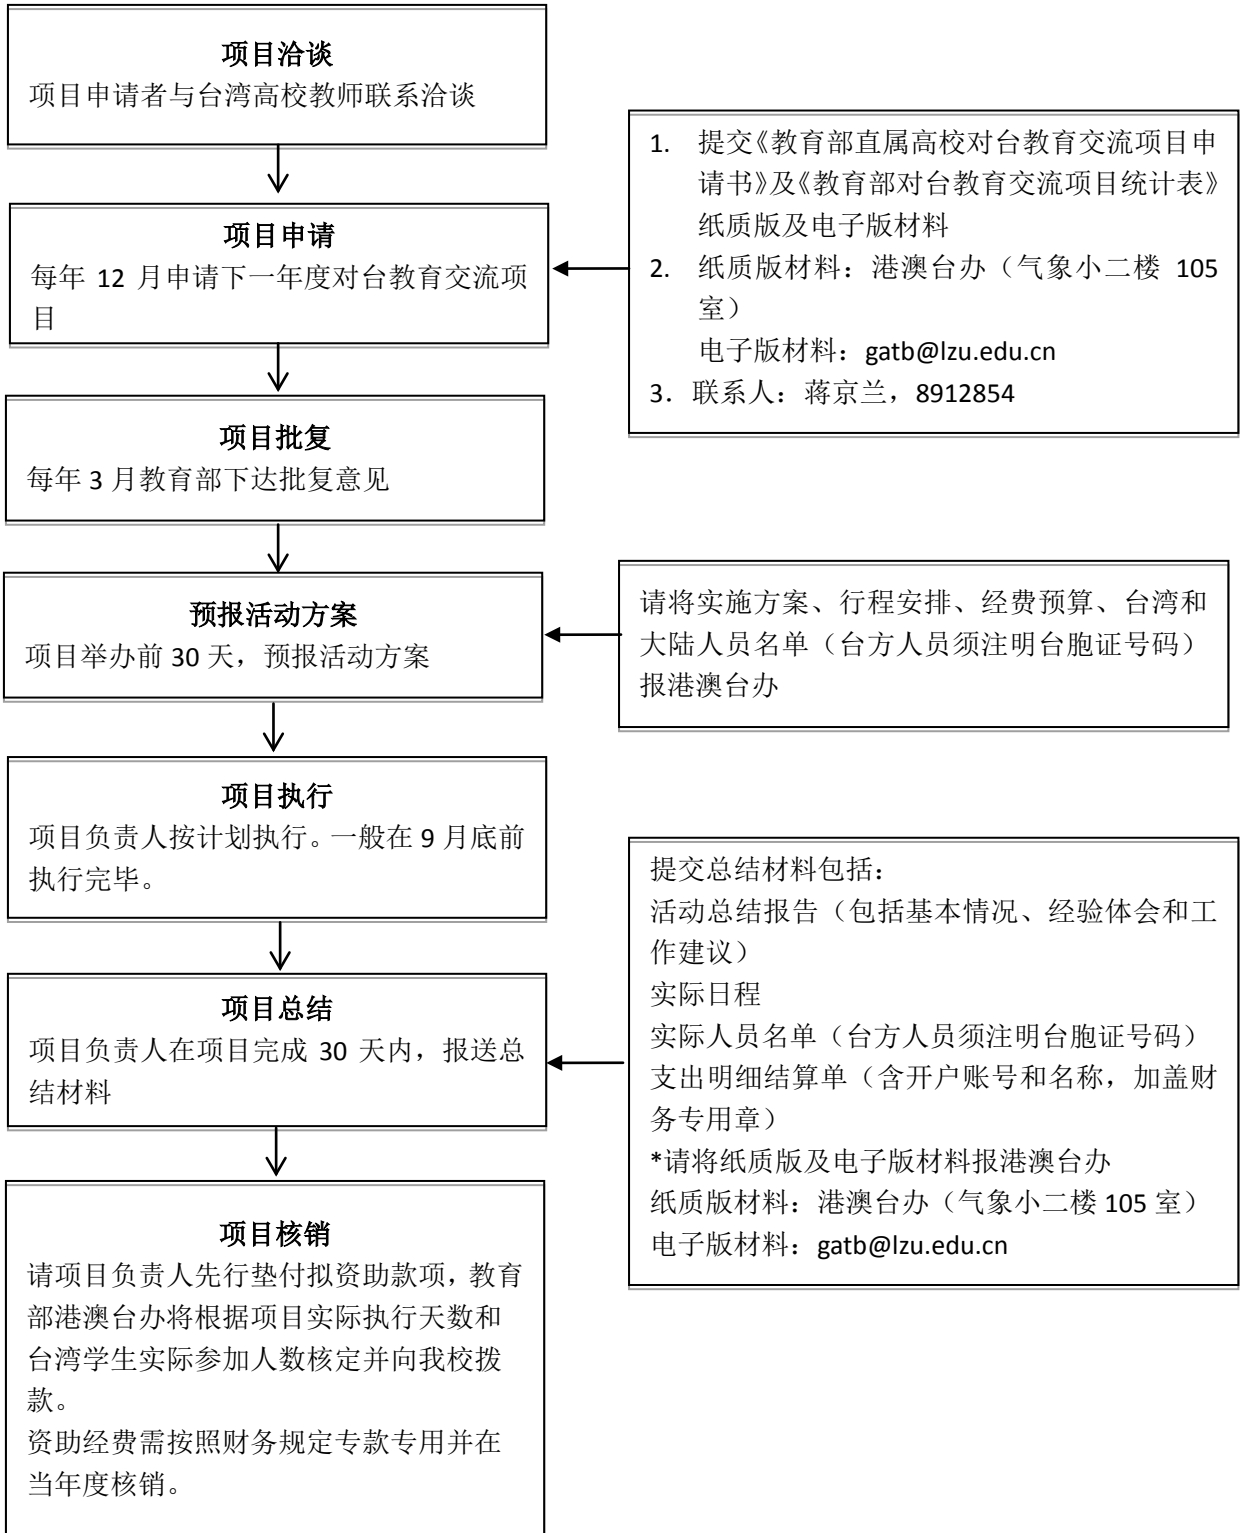 项目洽谈
项目申请者与台湾高校教师联系洽谈
项目申请
每年 12 月申请下一年度对台教育交流项
目
1. 提交《教育部直属高校对台教育交流项目申
请书》及《教育部对台教育交流项目统计表》
纸质版及电子版材料
2. 纸质版材料：港澳台办（气象小二楼 105
室）
电子版材料：gatb@lzu.edu.cn
3．联系人：蒋京兰，8912854
项目批复
每年 3 月教育部下达批复意见
预报活动方案
项目举办前 30 天，预报活动方案
请将实施方案、行程安排、经费预算、台湾和
大陆人员名单（台方人员须注明台胞证号码）
报港澳台办
项目执行
项目负责人按计划执行。一般在 9 月底前
执行完毕。
项目总结
项目负责人在项目完成 30 天内，报送总
结材料
提交总结材料包括：
活动总结报告（包括基本情况、经验体会和工
作建议）
实际日程
实际人员名单（台方人员须注明台胞证号码）
支出明细结算单（含开户账号和名称，加盖财
务专用章）
*请将纸质版及电子版材料报港澳台办
纸质版材料：港澳台办（气象小二楼 105 室）
电子版材料：gatb@lzu.edu.cn
项目核销
请项目负责人先行垫付拟资助款项，教育
部港澳台办将根据项目实际执行天数和
台湾学生实际参加人数核定并向我校拨
款。
资助经费需按照财务规定专款专用并在
当年度核销。